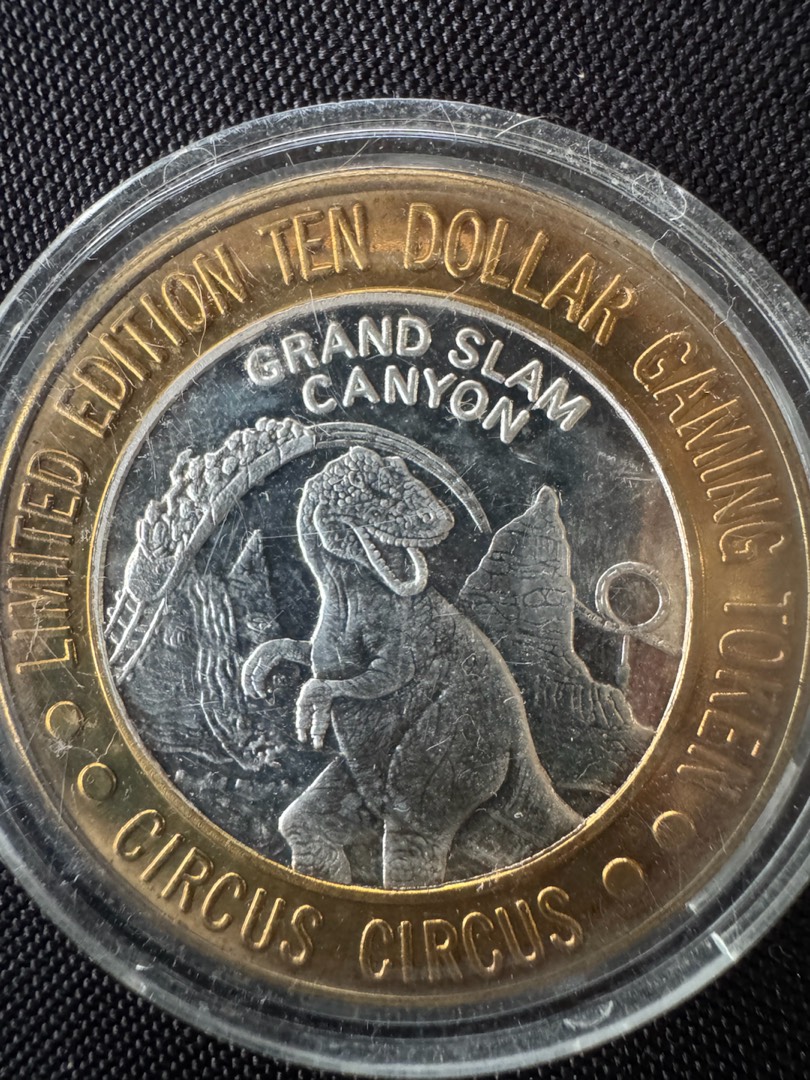 LIMITED EDITION TEN DOLLAR GAMING TOKEN
GRAND SLAM
CANYON
CIRCUS CIRCUS